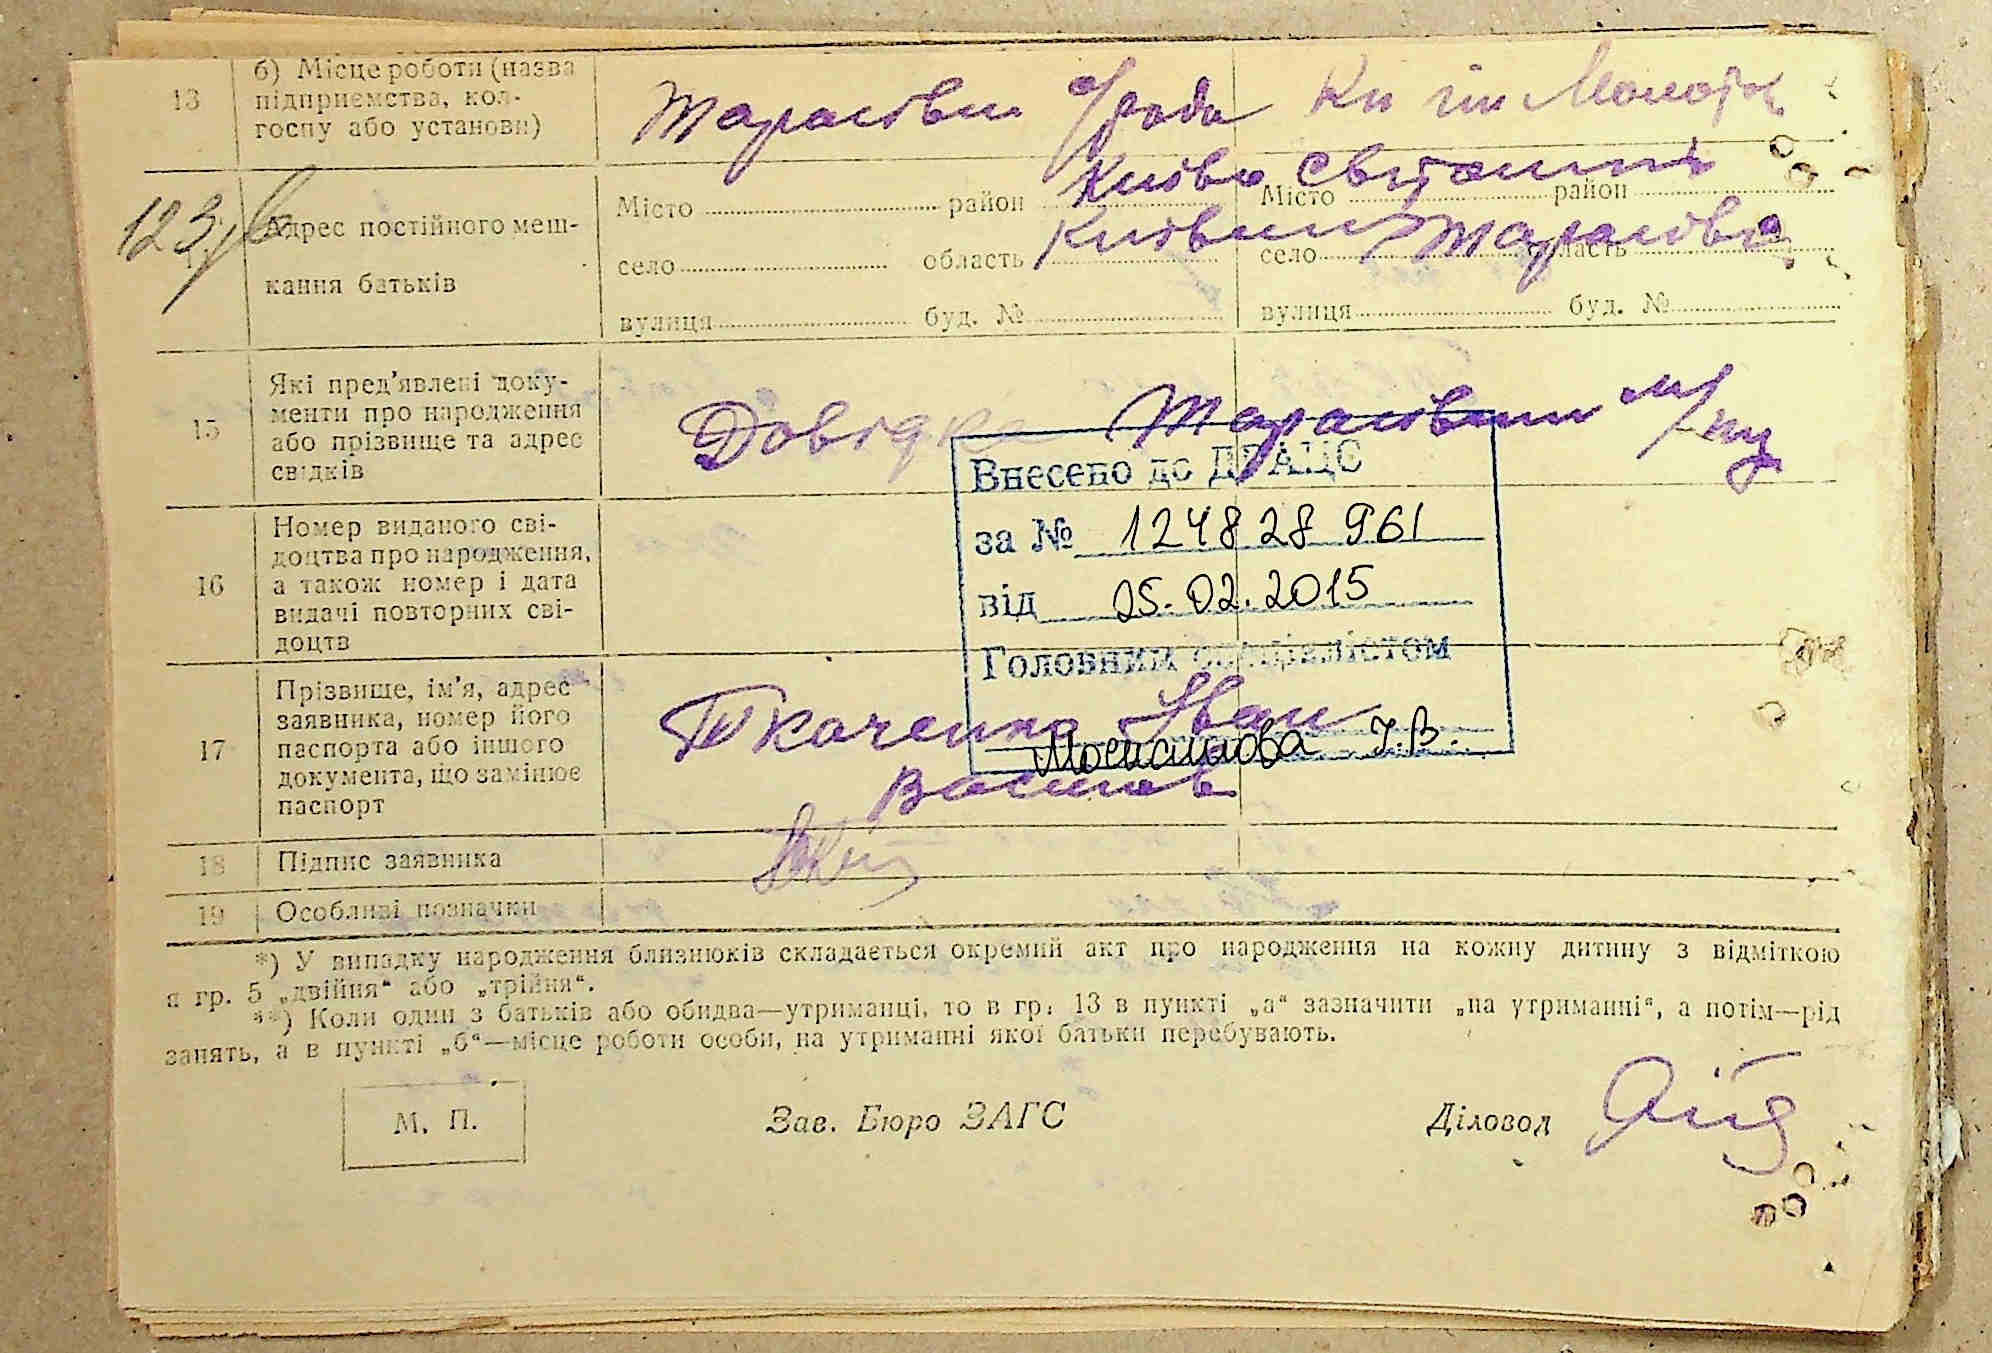 13
б) Місце роботи (назва
підприємства, кол-
госпу або установи)
123
Адрес постійного меш-
кання батьків
Місто район Місто район
село область село область
вулиця буд. № вулиця буд. №
15
Які пред'явлені доку-
менти про народження
або прізвище та адрес
свідків
Довідка
Внесено до ДРАЦС
за № 124828961
від 25.02.2015
Головним спеціалістом
І.В.
16
Номер виданого сві-
доцтва про народження,
а також номер і дата
видачі повторних сві-
доцтв
17
Прізвище, ім'я, адрес
заявника, номер його
паспорта або іншого
документа, що замінює
паспорт
Ткаченко Іван
Васильев
18 Підпис заявника
19 Особливі позначки
*) У випадку народження близнюків складається окремий акт про народження на кожну дитину з відміткою
в гр. 5 „двійня“ або „трійня“.
**) Коли один з батьків або обидва—утриманці, то в гр. 13 в пункті „а“ зазначити „на утриманні“, а потім—рід
занять, а в пункті „б“—місце роботи особи, на утриманні якої батьки перебувають.
М. П. Зав. Бюро ЗАГС Діловод